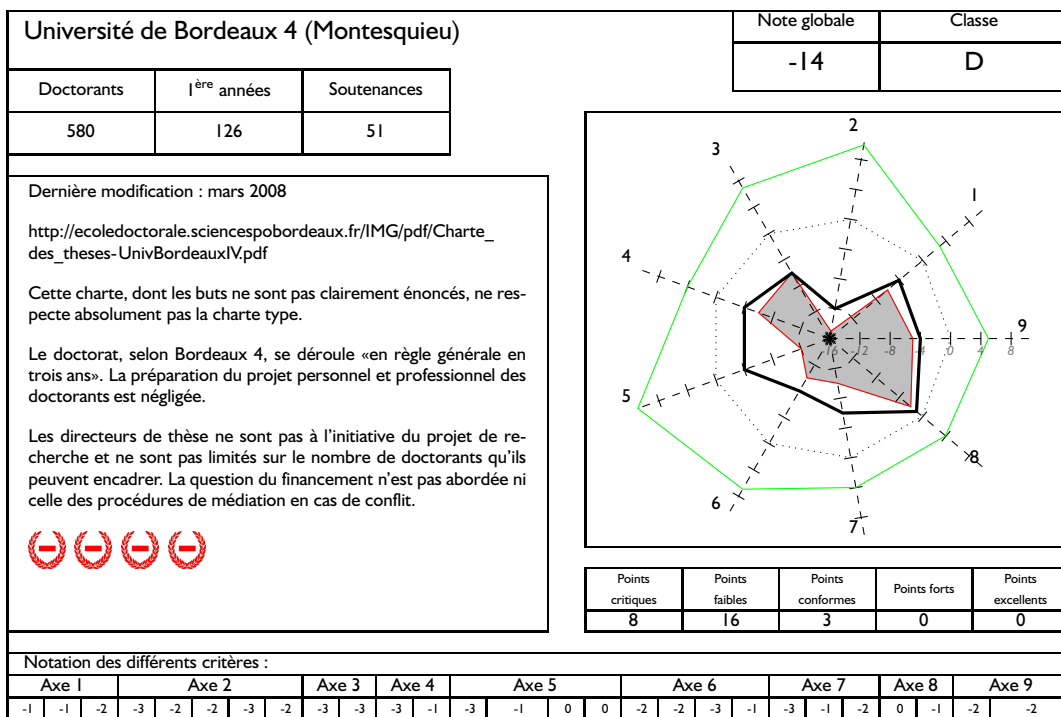 Université de Bordeaux 4 (Montesquieu)
Note globale Classe
-14 D
Doctorants 1ère années Soutenances
580 126 51
Dernière modification : mars 2008
http://ecoledoctorale.sciencespobordeaux.fr/IMG/pdf/Charte_
des_theses-UnivBordeauxIV.pdf
Cette charte, dont les buts ne sont pas clairement énoncés, ne res-
pecte absolument pas la charte type.
Le doctorat, selon Bordeaux 4, se déroule «en règle générale en
trois ans». La préparation du projet personnel et professionnel des
doctorants est négligée.
Les directeurs de thèse ne sont pas à l'initiative du projet de re-
cherche et ne sont pas limités sur le nombre de doctorants qu'ils
peuvent encadrer. La question du financement n'est pas abordée ni
celle des procédures de médiation en cas de conflit.
2
3
1
4
9
-16 -12 -8 -4 0 4 8
5
8
6
7
Points critiques Points faibles Points conformes Points forts Points excellents
8 16 3 0 0
Notation des différents critères :
Axe 1 Axe 2 Axe 3 Axe 4 Axe 5 Axe 6 Axe 7 Axe 8 Axe 9
-1 -1 -2 -3 -2 -2 -3 -2 -3 -3 -3 -1 -3 -1 0 0 -2 -2 -3 -1 -3 -1 -2 0 -1 -2 -2